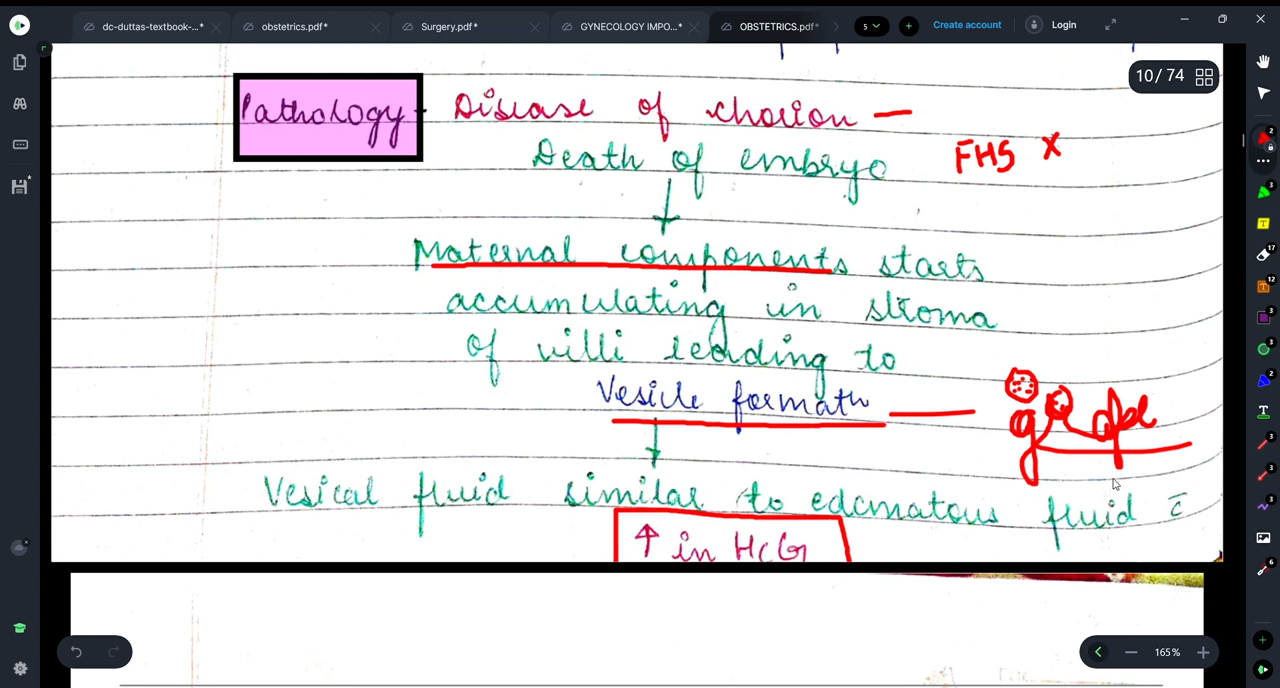 dc-duttas-textbook-...*
obstetrics.pdf*
Surgery.pdf*
GYNECOLOGY IMPO...*
OBSTETRICS.pdf*
5
Create account
Login
10/ 74
Pathology - Disease of chorion —
Death of embryo
FHS X
Maternal components starts
accumulating in stroma
of villi leading to
Vesicle formatn — grape
Vesical fluid similar to edematous fluid c̄
↑ in HCG
165%